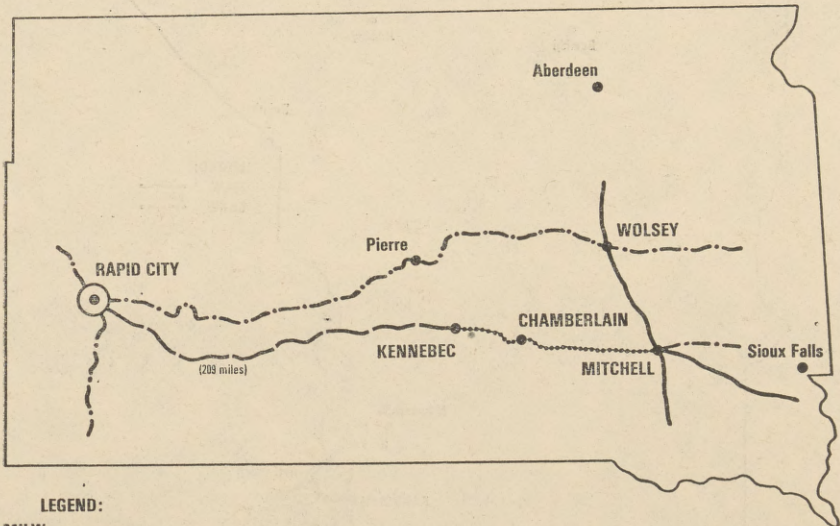 Aberdeen
WOLSEY
Pierre
RAPID CITY
CHAMBERLAIN
KENNEBEC
Sioux Falls
MITCHELL
(209 miles)
LEGEND: